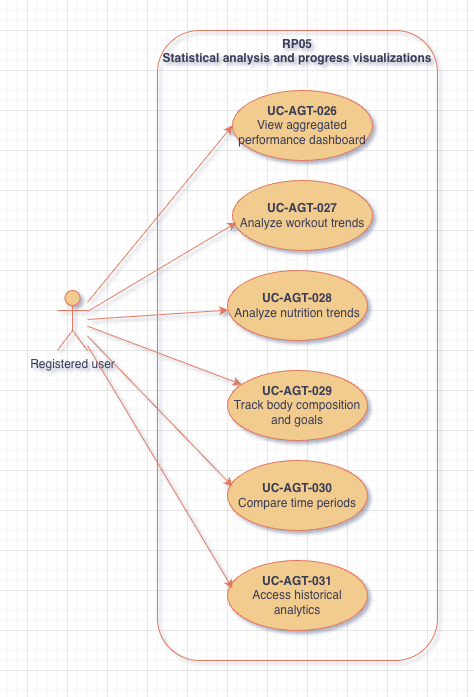 RP05
Statistical analysis and progress visualizations
UC-AGT-026
View aggregated
performance dashboard
UC-AGT-027
Analyze workout trends
UC-AGT-028
Analyze nutrition trends
Registered user
UC-AGT-029
Track body composition
and goals
UC-AGT-030
Compare time periods
UC-AGT-031
Access historical
analytics